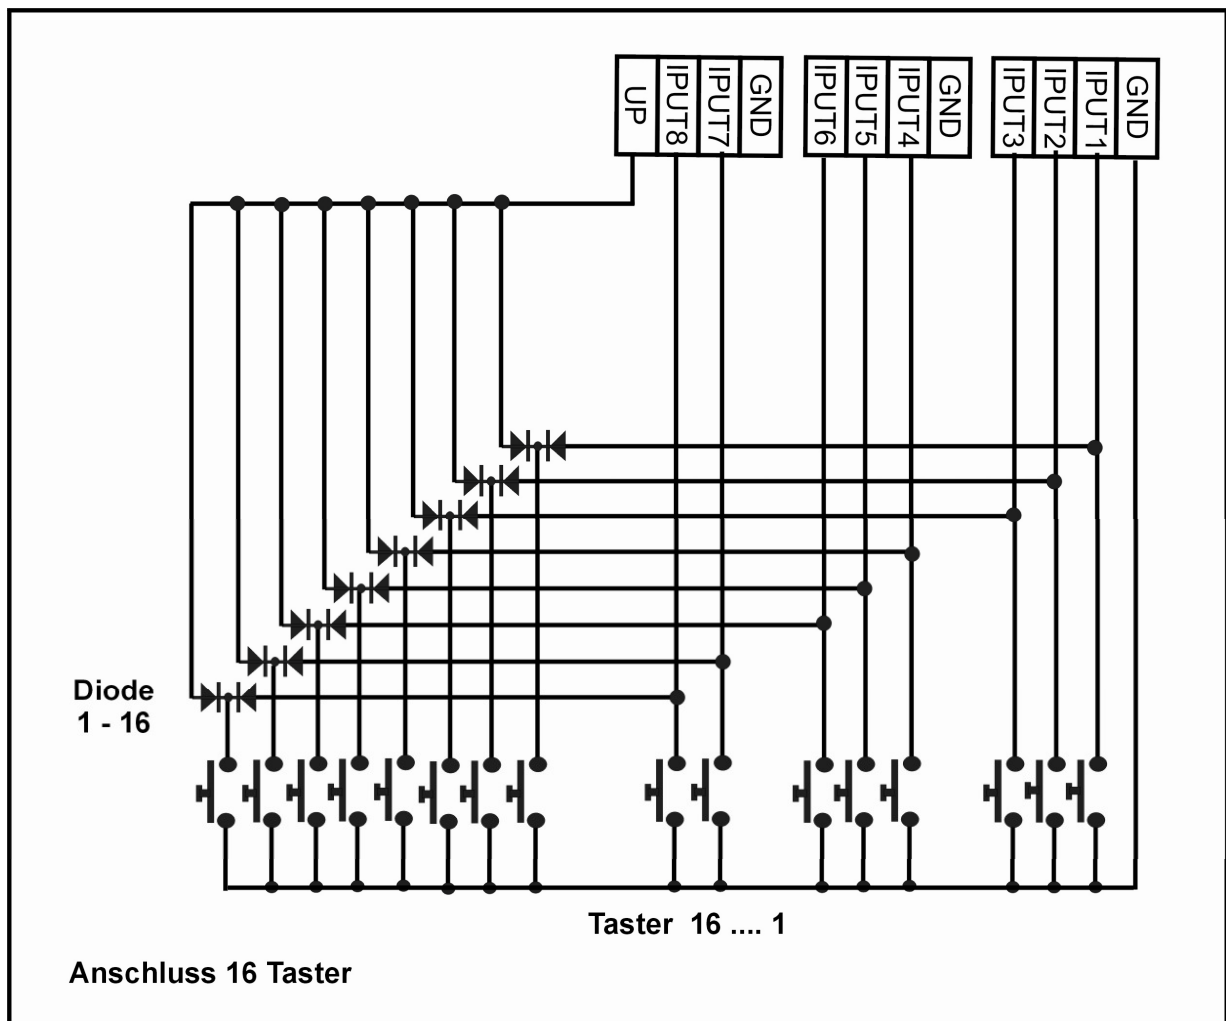 UP
IPUT8
IPUT7
GND
IPUT6
IPUT5
IPUT4
GND
IPUT3
IPUT2
IPUT1
GND
Diode
1 - 16
Taster 16 .... 1
Anschluss 16 Taster